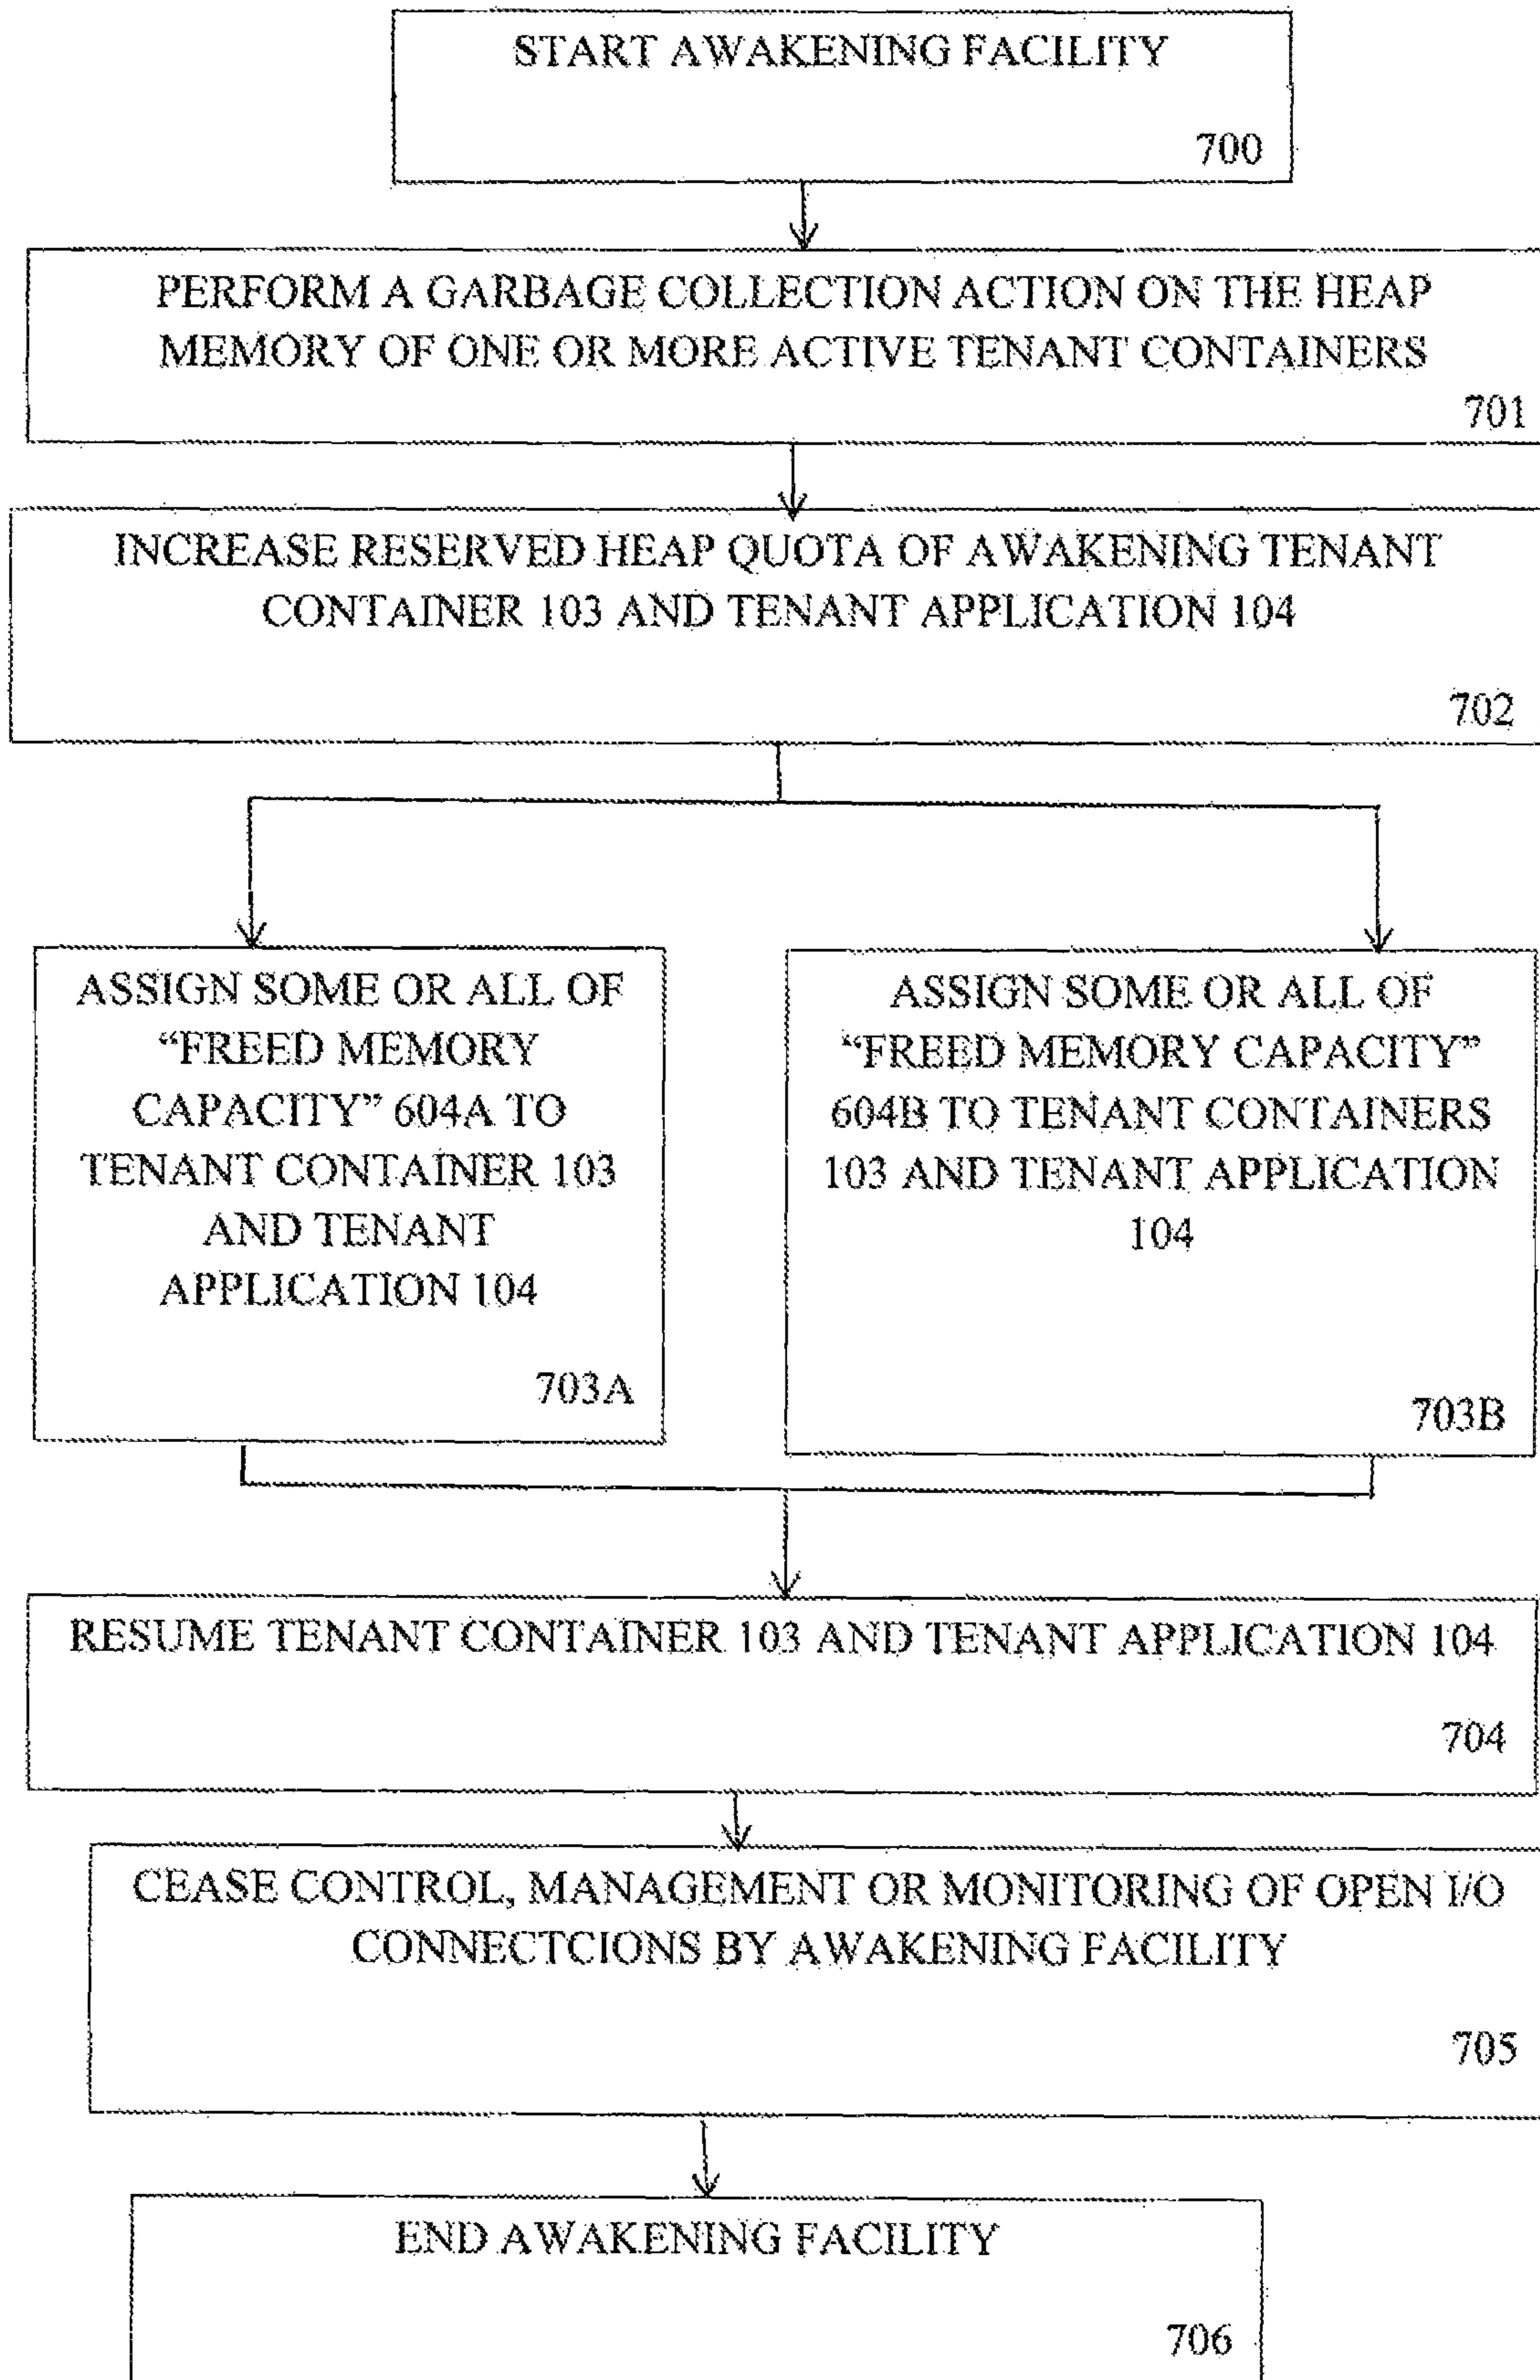 START AWAKENING FACILITY
700
PERFORM A GARBAGE COLLECTION ACTION ON THE HEAP
MEMORY OF ONE OR MORE ACTIVE TENANT CONTAINERS
701
INCREASE RESERVED HEAP QUOTA OF AWAKENING TENANT
CONTAINER 103 AND TENANT APPLICATION 104
702
ASSIGN SOME OR ALL OF
“FREED MEMORY
CAPACITY” 604A TO
TENANT CONTAINER 103
AND TENANT
APPLICATION 104
703A
ASSIGN SOME OR ALL OF
“FREED MEMORY CAPACITY”
604B TO TENANT CONTAINERS
103 AND TENANT APPLICATION
104
703B
RESUME TENANT CONTAINER 103 AND TENANT APPLICATION 104
704
CEASE CONTROL, MANAGEMENT OR MONITORING OF OPEN I/O
CONNECTCIONS BY AWAKENING FACILITY
705
END AWAKENING FACILITY
706